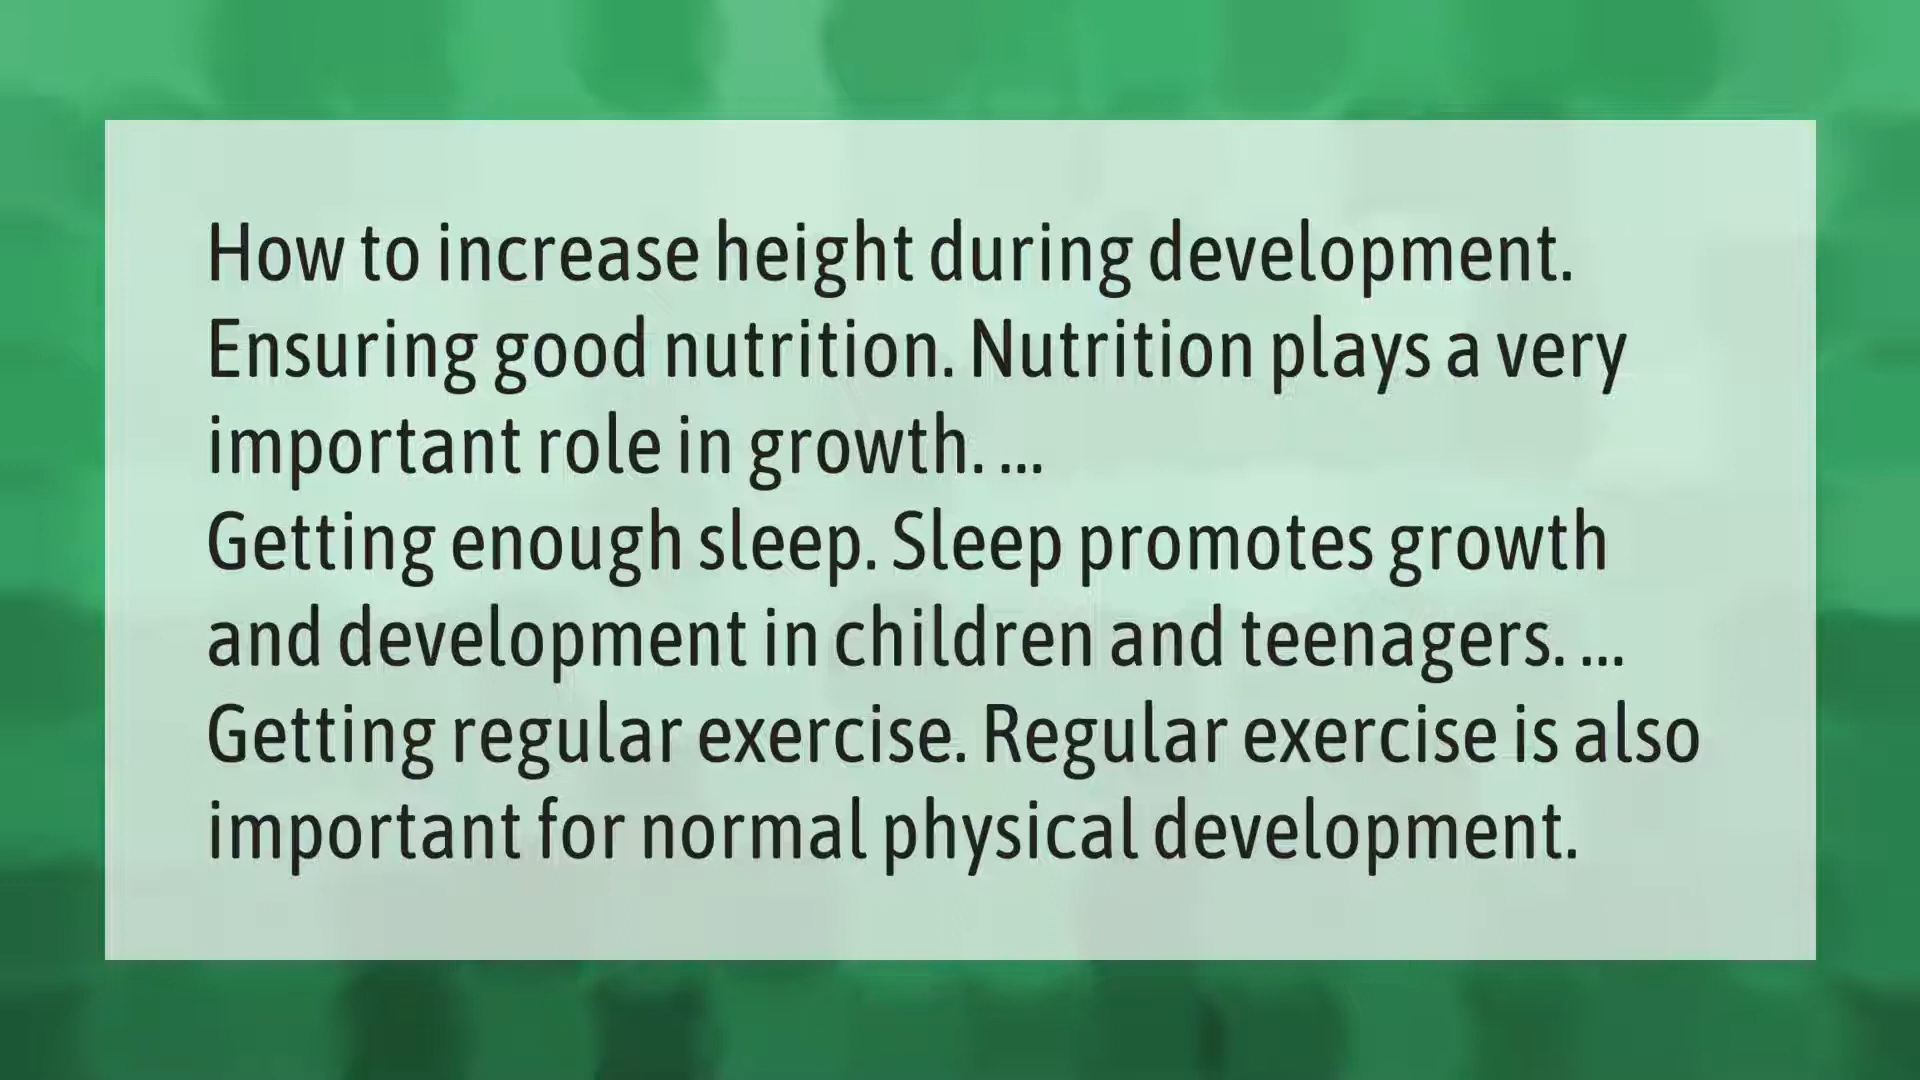 How to increase height during development.
Ensuring good nutrition. Nutrition plays a very
important role in growth. ...
Getting enough sleep. Sleep promotes growth
and development in children and teenagers. ...
Getting regular exercise. Regular exercise is also
important for normal physical development.